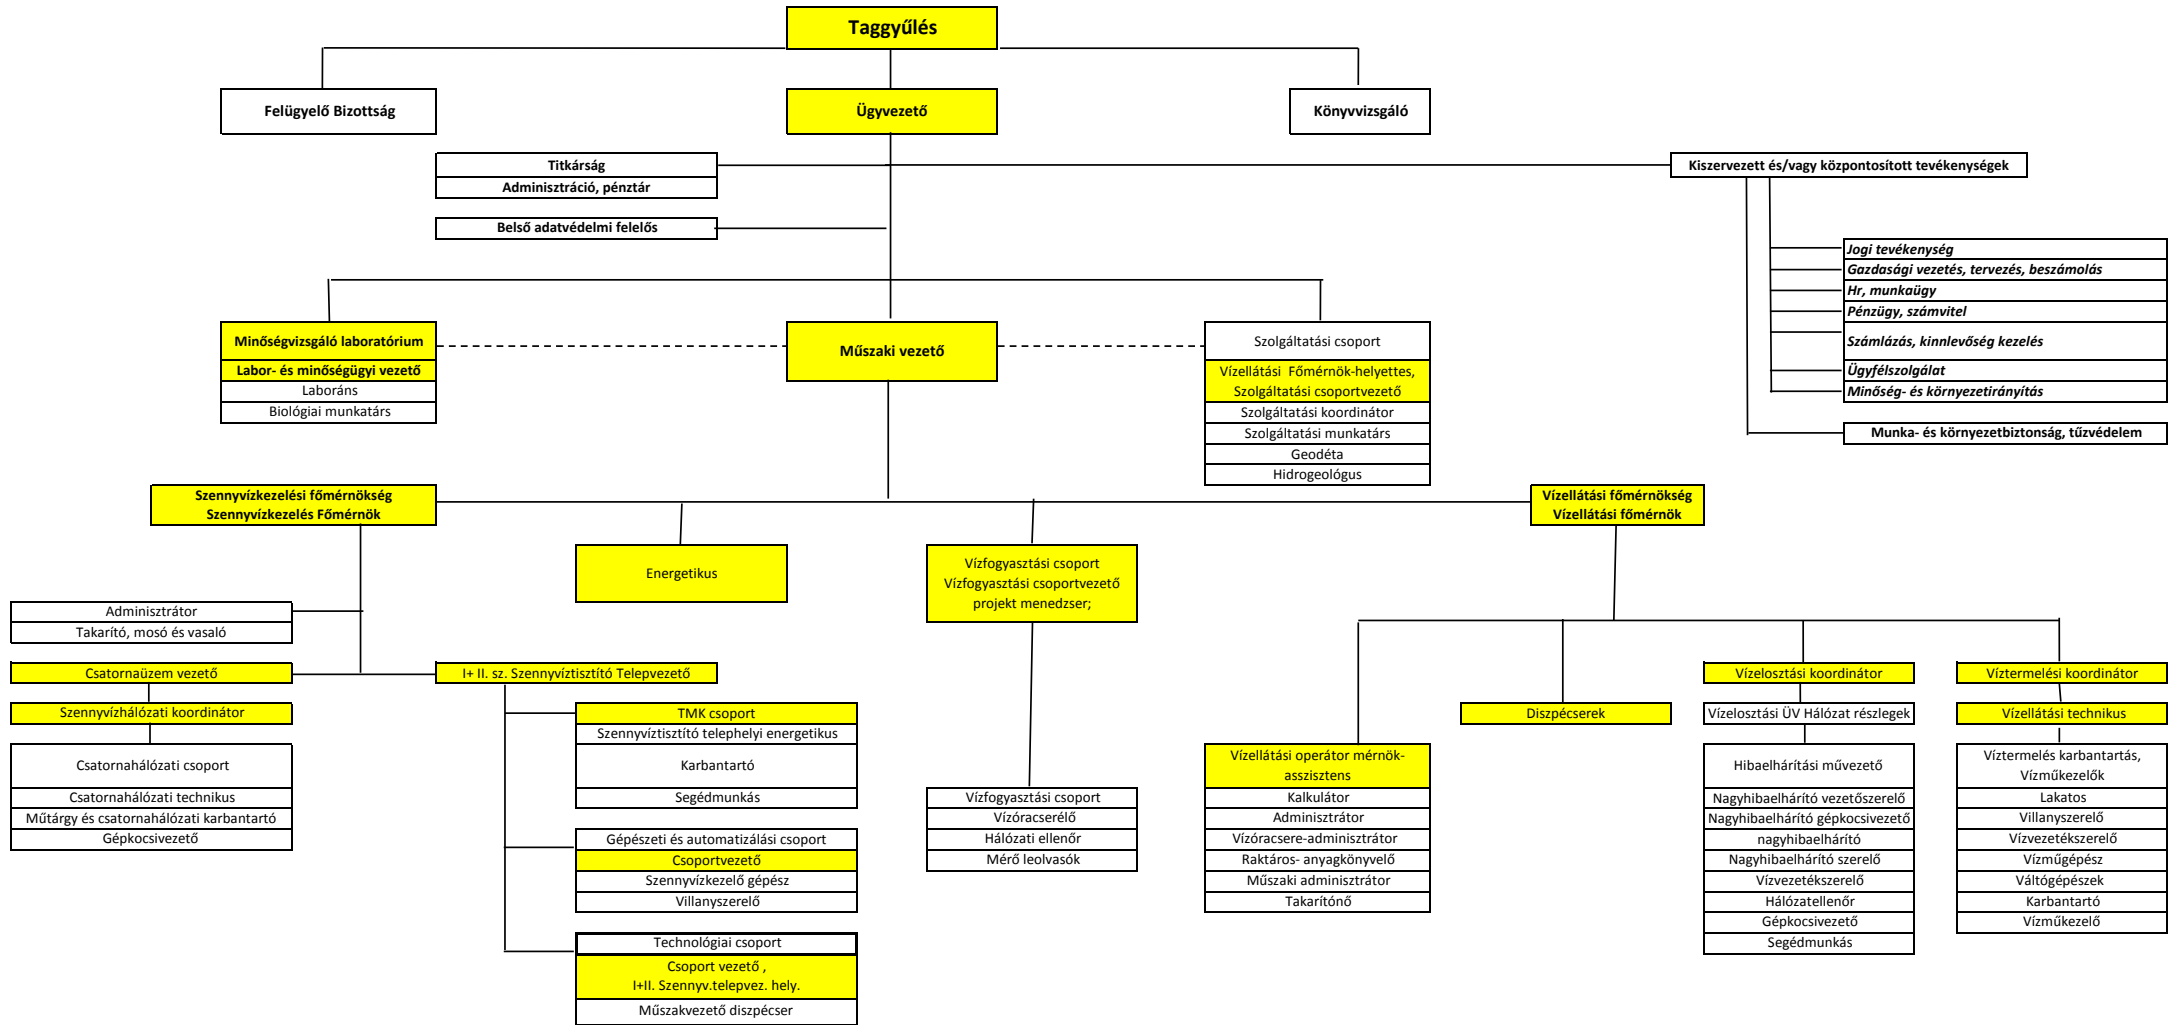 Taggyűlés
Felügyelő Bizottság
Ügyvezető
Könyvvizsgáló
Titkárság
Adminisztráció, pénztár
Kiszervezett és/vagy központosított tevékenységek
Belső adatvédelmi felelős
Jogi tevékenység
Gazdasági vezetés, tervezés, beszámolás
Hr, munkaügy
Pénzügy, számvitel
Számlázás, kinnlevőség kezelés
Ügyfélszolgálat
Minőség- és környezetirányítás
Munka- és környezetbiztonság, tűzvédelem
Minőségvizsgáló laboratórium
Labor- és minőségügyi vezető
Laboráns
Biológiai munkatárs
Műszaki vezető
Szolgáltatási csoport
Vízellátási  Főmérnök-helyettes,
Szolgáltatási csoportvezető
Szolgáltatási koordinátor
Szolgáltatási munkatárs
Geodéta
Hidrogeológus
Szennyvízkezelési főmérnökség
Szennyvízkezelés Főmérnök
Vízellátási főmérnökség
Vízellátási főmérnök
Energetikus
Vízfogyasztási csoport
Vízfogyasztási csoportvezető
projekt menedzser;
Adminisztrátor
Takarító, mosó és vasaló
Csatornaüzem vezető
I+ II. sz. Szennyvíztisztító Telepvezető
Szennyvízhálózati koordinátor
Csatornahálózati csoport
Csatornahálózati technikus
Műtárgy és csatornahálózati karbantartó
Gépkocsivezető
TMK csoport
Szennyvíztisztító telephelyi energetikus
Karbantartó
Segédmunkás
Gépészeti és automatizálási csoport
Csoportvezető
Szennyvízkezelő gépész
Villanyszerelő
Technológiai csoport
Csoport vezető ,
I+II. Szennyv.telepvez. hely.
Műszakvezető diszpécser
Vízfogyasztási csoport
Vízóracserélő
Hálózati ellenőr
Mérő leolvasók
Vízellátási operátor mérnök-
asszisztens
Kalkulátor
Adminisztrátor
Vízóracsere-adminisztrátor
Raktáros- anyagkönyvelő
Műszaki adminisztrátor
Takarítónő
Diszpécserek
Vízelosztási koordinátor
Vízelosztási ÜV Hálózat részlegek
Hibaelhárítási művezető
Nagyhibaelhárító vezetőszerelő
Nagyhibaelhárító gépkocsivezető
nagyhibaelhárító
Nagyhibaelhárító szerelő
Vízvezetékszerelő
Hálózatellenőr
Gépkocsivezető
Segédmunkás
Víztermelési koordinátor
Vízellátási technikus
Víztermelés karbantartás,
Vízműkezelők
Lakatos
Villanyszerelő
Vízvezetékszerelő
Vízműgépész
Váltógépészek
Karbantartó
Vízműkezelő